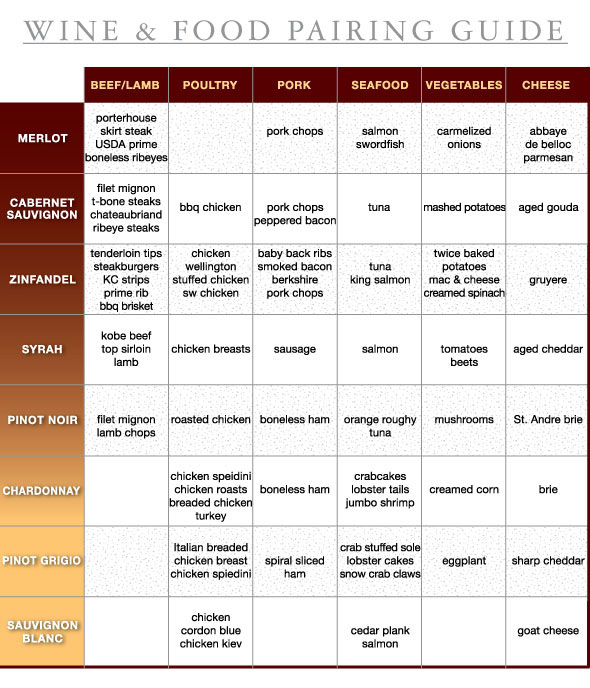 WINE & FOOD PAIRING GUIDE
BEEF/LAMB POULTRY PORK SEAFOOD VEGETABLES CHEESE
MERLOT
porterhouse
skirt steak
USDA prime
boneless ribeyes
pork chops
salmon
swordfish
carmelized
onions
abbaye
de belloc
parmesan
CABERNET
SAUVIGNON
filet mignon
t-bone steaks
chateaubriand
ribeye steaks
bbq chicken
pork chops
peppered bacon
tuna
mashed potatoes
aged gouda
ZINFANDEL
tenderloin tips
steakburgers
KC strips
prime rib
bbq brisket
chicken
wellington
stuffed chicken
sw chicken
baby back ribs
smoked bacon
berkshire
pork chops
tuna
king salmon
twice baked
potatoes
mac & cheese
creamed spinach
gruyere
SYRAH
kobe beef
top sirloin
lamb
chicken breasts
sausage
salmon
tomatoes
beets
aged cheddar
PINOT NOIR
filet mignon
lamb chops
roasted chicken
boneless ham
orange roughy
tuna
mushrooms
St. Andre brie
CHARDONNAY
chicken speidini
chicken roasts
breaded chicken
turkey
boneless ham
crabcakes
lobster tails
jumbo shrimp
creamed corn
brie
PINOT GRIGIO
Italian breaded
chicken breast
chicken spiedini
spiral sliced
ham
crab stuffed sole
lobster cakes
snow crab claws
eggplant
sharp cheddar
SAUVIGNON
BLANC
chicken
cordon blue
chicken kiev
cedar plank
salmon
goat cheese